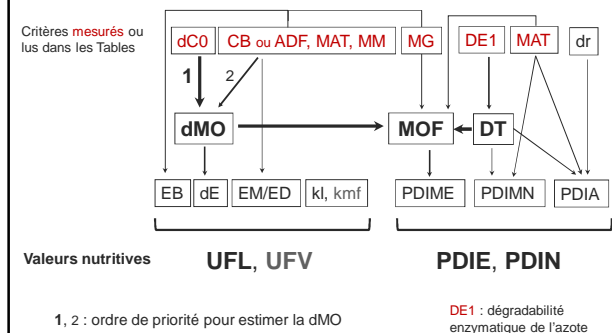 Critères mesurés ou
lus dans les Tables
dC0 CB ou ADF, MAT, MM MG DE1 MAT dr
1 2
dMO MOF DT
EB dE EM/ED kl, kmf PDIME PDIMN PDIA
Valeurs nutritives UFL, UFV PDIE, PDIN
1, 2 : ordre de priorité pour estimer la dMO
DE1 : dégradabilité
enzymatique de l'azote